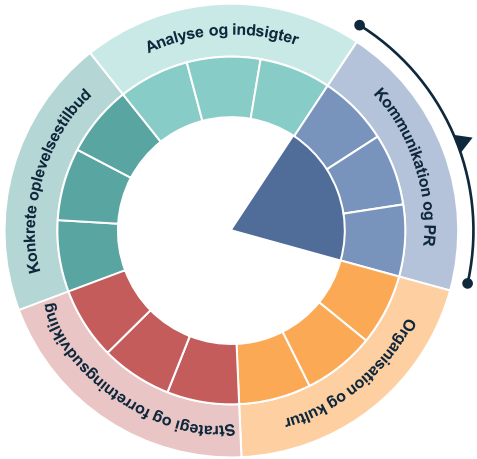 Analyse og indsigter
Kommunikation og PR
Organisation og kultur
Strategi og forretningsudvikling
Konkrete oplevelsestilbud